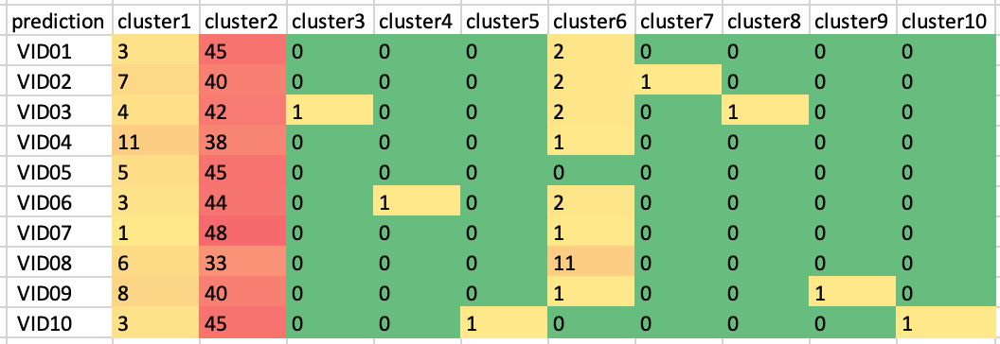 prediction cluster1 cluster2 cluster3 cluster4 cluster5 cluster6 cluster7 cluster8 cluster9 cluster10
VID01 3 45 0 0 0 2 0 0 0 0
VID02 7 40 0 0 0 2 1 0 0 0
VID03 4 42 1 0 0 2 0 1 0 0
VID04 11 38 0 0 0 1 0 0 0 0
VID05 5 45 0 0 0 0 0 0 0 0
VID06 3 44 0 1 0 2 0 0 0 0
VID07 1 48 0 0 0 1 0 0 0 0
VID08 6 33 0 0 0 11 0 0 0 0
VID09 8 40 0 0 0 1 0 0 1 0
VID10 3 45 0 0 1 0 0 0 0 1